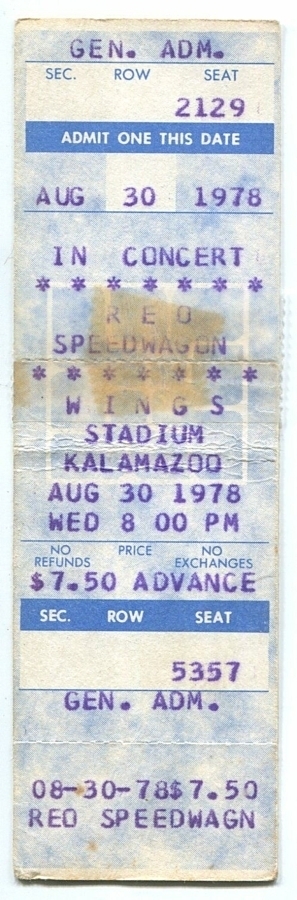 GEN. ADM.
SEC. ROW SEAT
2129
ADMIT ONE THIS DATE
AUG 30 1978
IN CONCERT
* * * * * * *
R E O
SPEEDWAGON
* * * * * * *
W I N G S
STADIUM
KALAMAZOO
AUG 30 1978
WED 8 00 PM
NO REFUNDS PRICE NO EXCHANGES
$7.50 ADVANCE
SEC. ROW SEAT
5357
GEN. ADM.
08-30-78$7.50
REO SPEEDWAGN